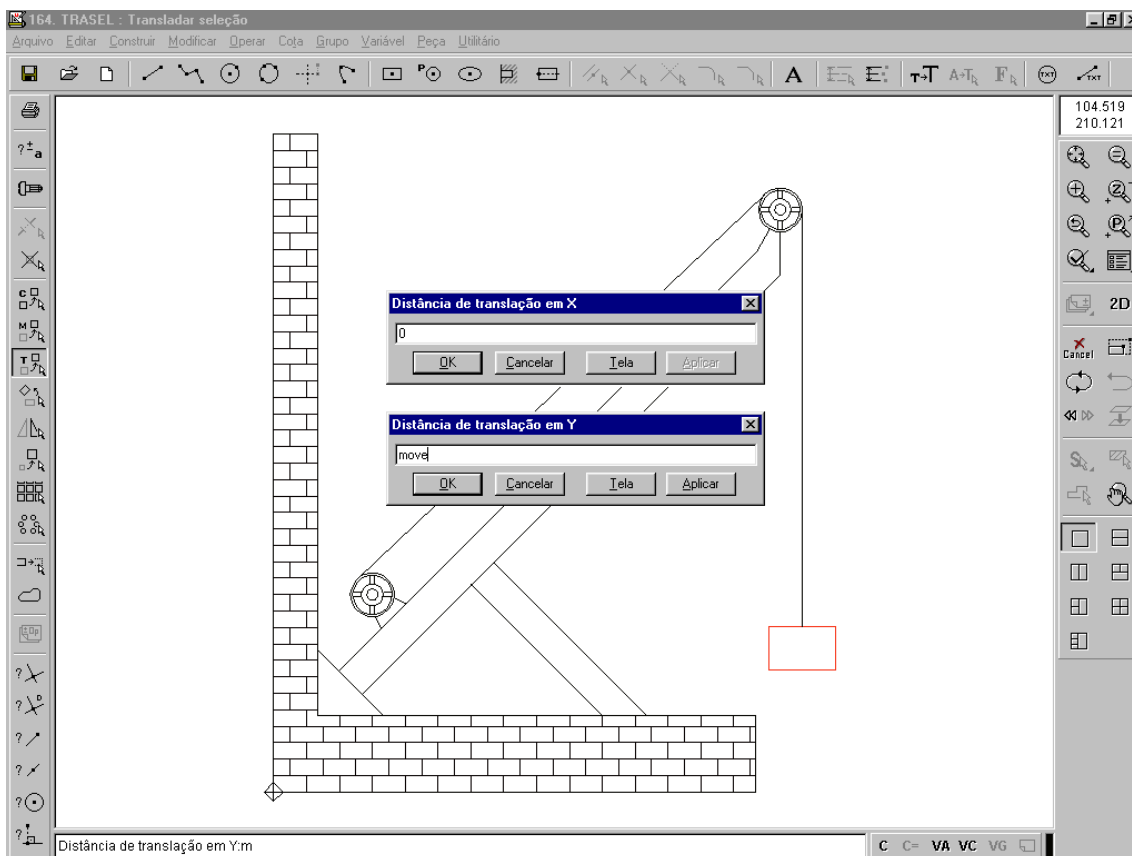 164. TRASEL : Transladar seleção
Arquivo Editar Construir Modificar Operar Cota Grupo Variável Peça Utilitário
P
A
T→T
A→T
F
TXT
TXT
104.519
210.121
?±a
C
M
T
Z
P
2D
Cancel
S
Distância de translação em X
0
OK Cancelar Tela Aplicar
Distância de translação em Y
move
OK Cancelar Tela Aplicar
?
?D
?
?
?
?
Distância de translação em Y:m
C C= VA VC VG